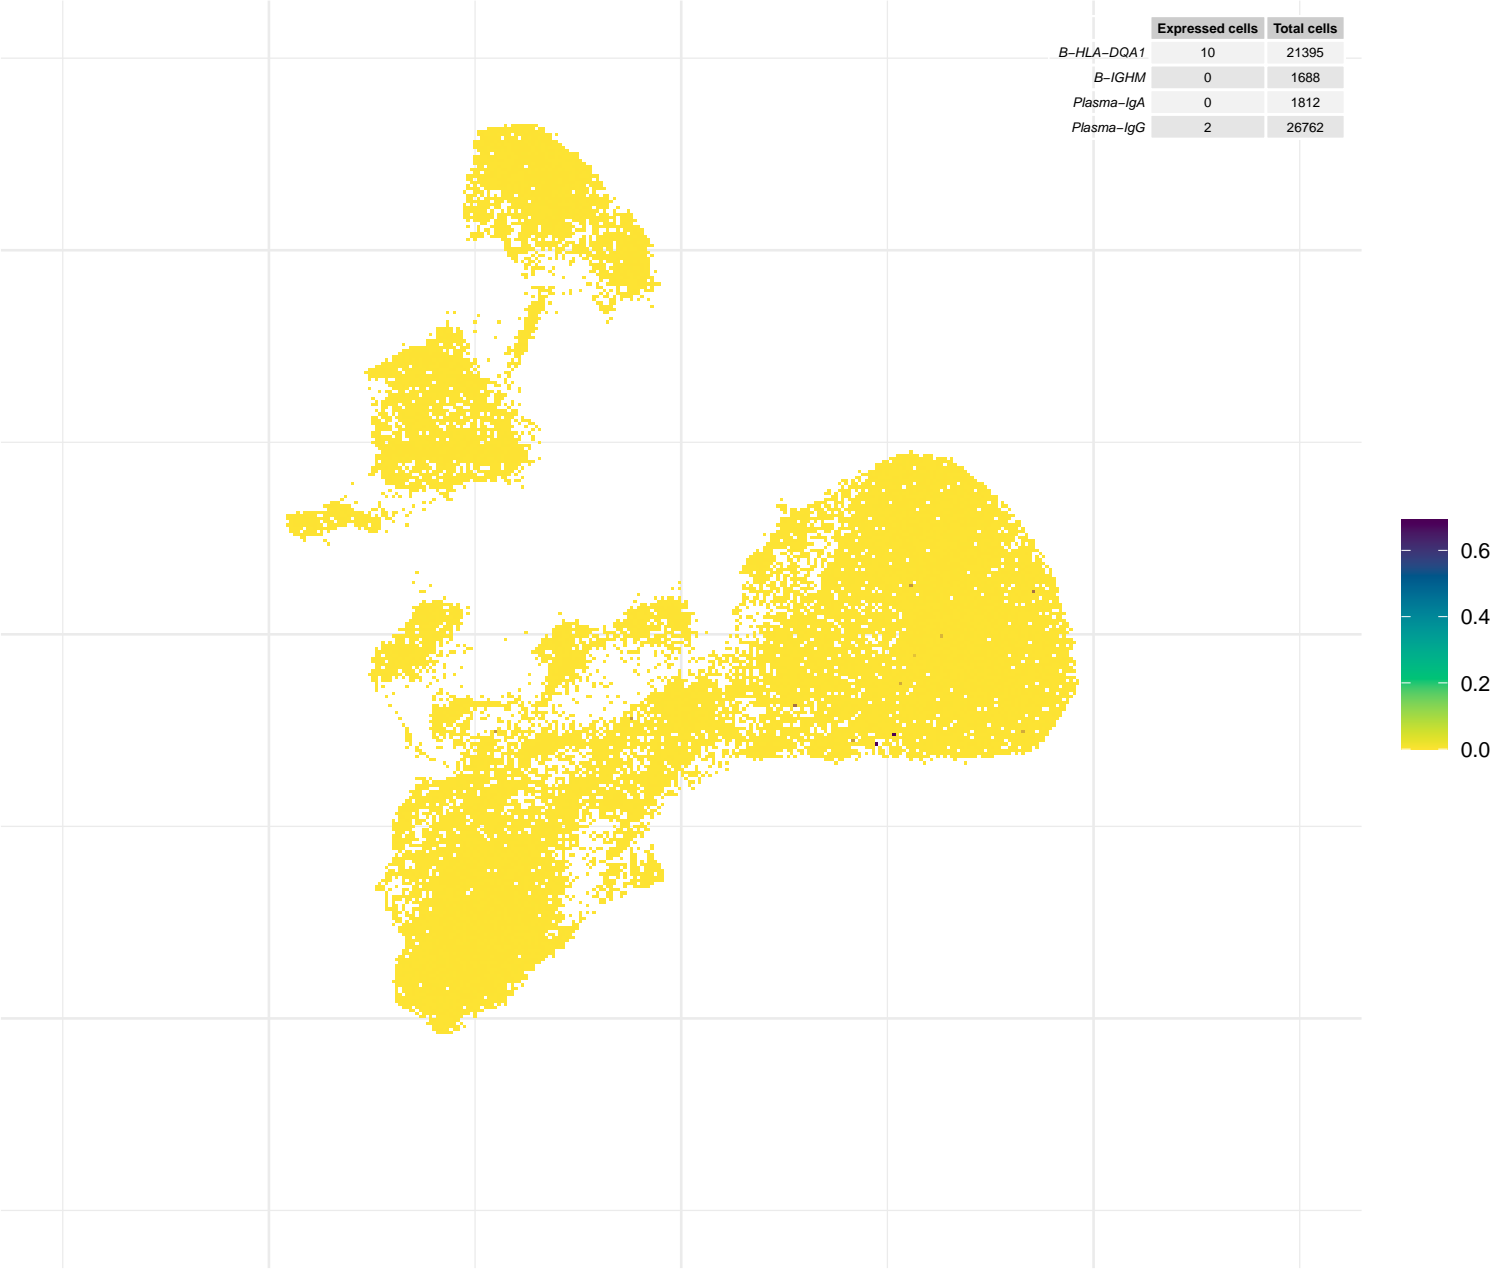 Expressed cells Total cells
B−HLA−DQA1 10 21395
B−IGHM 0 1688
Plasma−IgA 0 1812
Plasma−IgG 2 26762
0.6
0.4
0.2
0.0